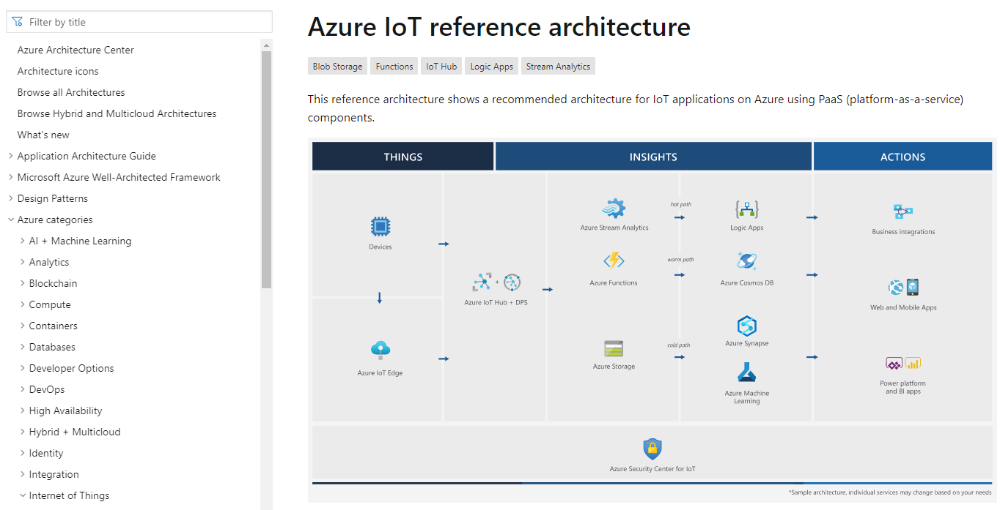 Filter by title
Azure Architecture Center
Architecture icons
Browse all Architectures
Browse Hybrid and Multicloud Architectures
What's new
Application Architecture Guide
Microsoft Azure Well-Architected Framework
Design Patterns
Azure categories
AI + Machine Learning
Analytics
Blockchain
Compute
Containers
Databases
Developer Options
DevOps
High Availability
Hybrid + Multicloud
Identity
Integration
Internet of Things
Azure IoT reference architecture
Blob Storage Functions IoT Hub Logic Apps Stream Analytics
This reference architecture shows a recommended architecture for IoT applications on Azure using PaaS (platform-as-a-service)
components.
THINGS INSIGHTS ACTIONS
Devices
Azure IoT Edge
+
Azure IoT Hub + DPS
Azure Stream Analytics
hot path
Logic Apps
Business integrations
Azure Functions
warm path
Azure Cosmos DB
Web and Mobile Apps
Azure Storage
cold path
Azure Synapse
Azure Machine
Learning
Power platform
and BI apps
Azure Security Center for IoT
*Sample architecture, individual services may change based on your needs